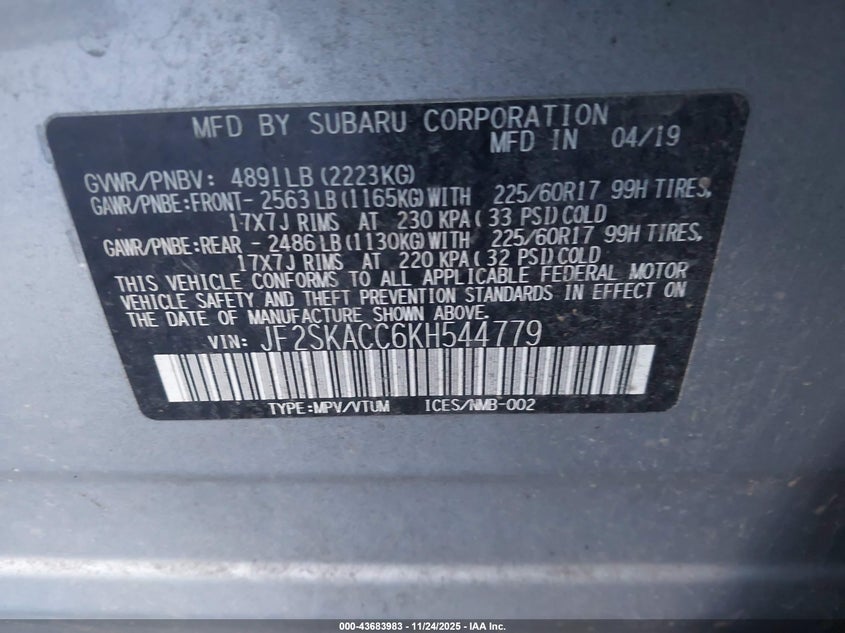 MFD BY SUBARU CORPORATION
MFD IN 04/19
GVWR/PNBV: 4891LB(2223KG)
GAWR/PNBE:FRONT- 2563LB(1165KG)WITH 225/60R17 99H TIRES,
17X7J RIMS AT 230 KPA( 33 PSI)COLD
GAWR/PNBE:REAR - 2486LB(1130KG)WITH 225/60R17 99H TIRES,
17X7J RIMS AT 220 KPA( 32 PSI)COLD
THIS VEHICLE CONFORMS TO ALL APPLICABLE FEDERAL MOTOR
VEHICLE SAFETY AND THEFT PREVENTION STANDARDS IN EFFECT ON
THE DATE OF MANUFACTURE SHOWN ABOVE.
VIN: JF2SKACC6KH544779
TYPE:MPV/VTUM ICES/NMB-002
000-43683983 - 11/24/2025 - IAA Inc.